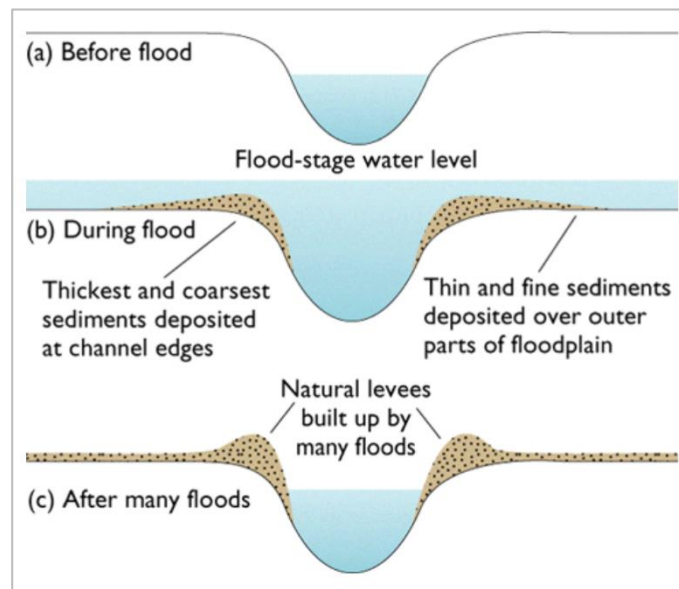 (a) Before flood
Flood-stage water level
(b) During flood
Thickest and coarsest
sediments deposited
at channel edges
Thin and fine sediments
deposited over outer
parts of floodplain
Natural levees
built up by
many floods
(c) After many floods